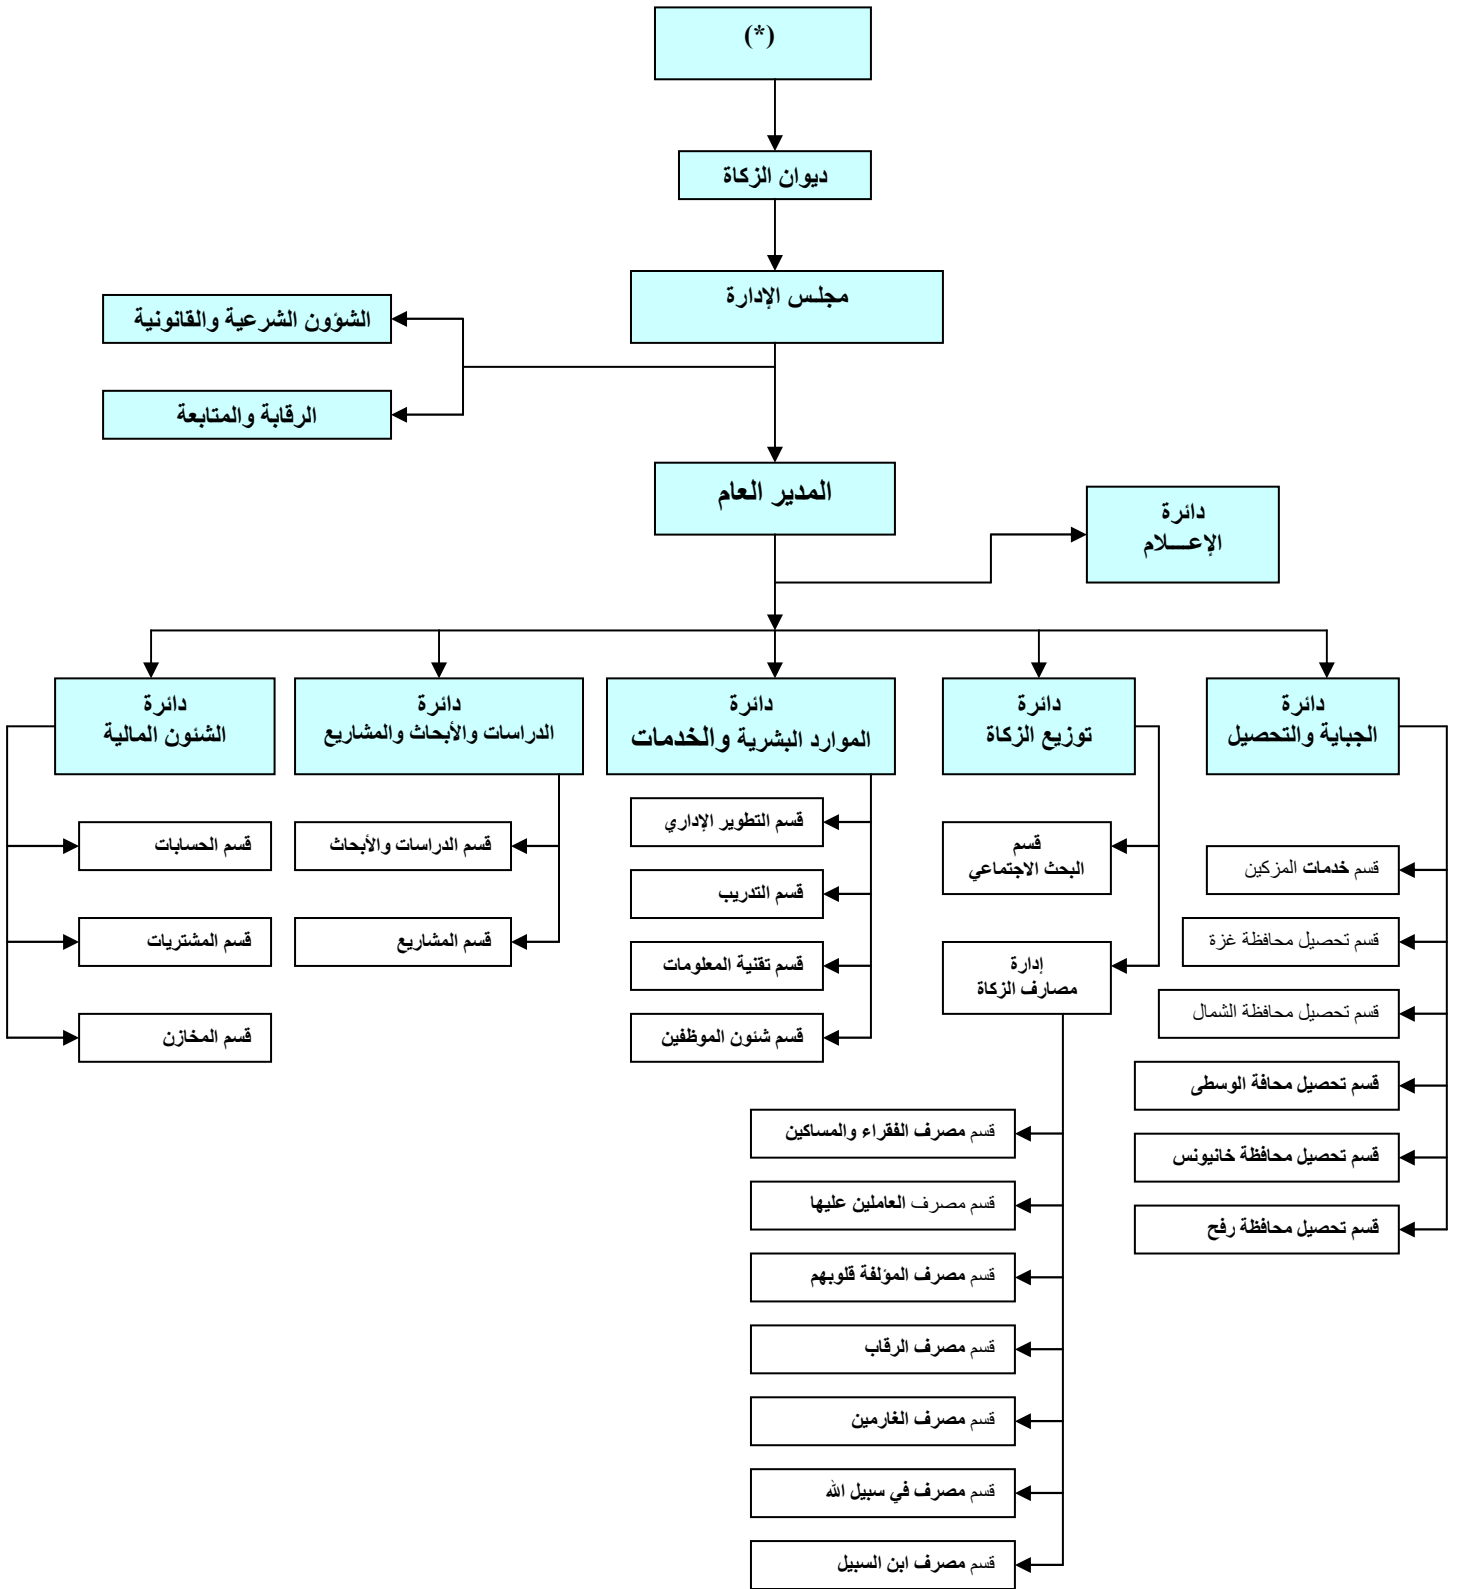 (*)
ديوان الزكاة
مجلس الإدارة
الشؤون الشرعية والقانونية
الرقابة والمتابعة
المدير العام
دائرة
الإعـــلام
دائرة
الجباية والتحصيل
دائرة
توزيع الزكاة
دائرة
الموارد البشرية والخدمات
دائرة
الدراسات والأبحاث والمشاريع
دائرة
الشئون المالية
قسم خدمات المزكين
قسم تحصيل محافظة غزة
قسم تحصيل محافظة الشمال
قسم تحصيل محافة الوسطى
قسم تحصيل محافظة خانيونس
قسم تحصيل محافظة رفح
قسم
البحث الاجتماعي
إدارة
مصارف الزكاة
قسم مصرف الفقراء والمساكين
قسم مصرف العاملين عليها
قسم مصرف المؤلفة قلوبهم
قسم مصرف الرقاب
قسم مصرف الغارمين
قسم مصرف في سبيل الله
قسم مصرف ابن السبيل
قسم التطوير الإداري
قسم التدريب
قسم تقنية المعلومات
قسم شئون الموظفين
قسم الدراسات والأبحاث
قسم المشاريع
قسم الحسابات
قسم المشتريات
قسم المخازن